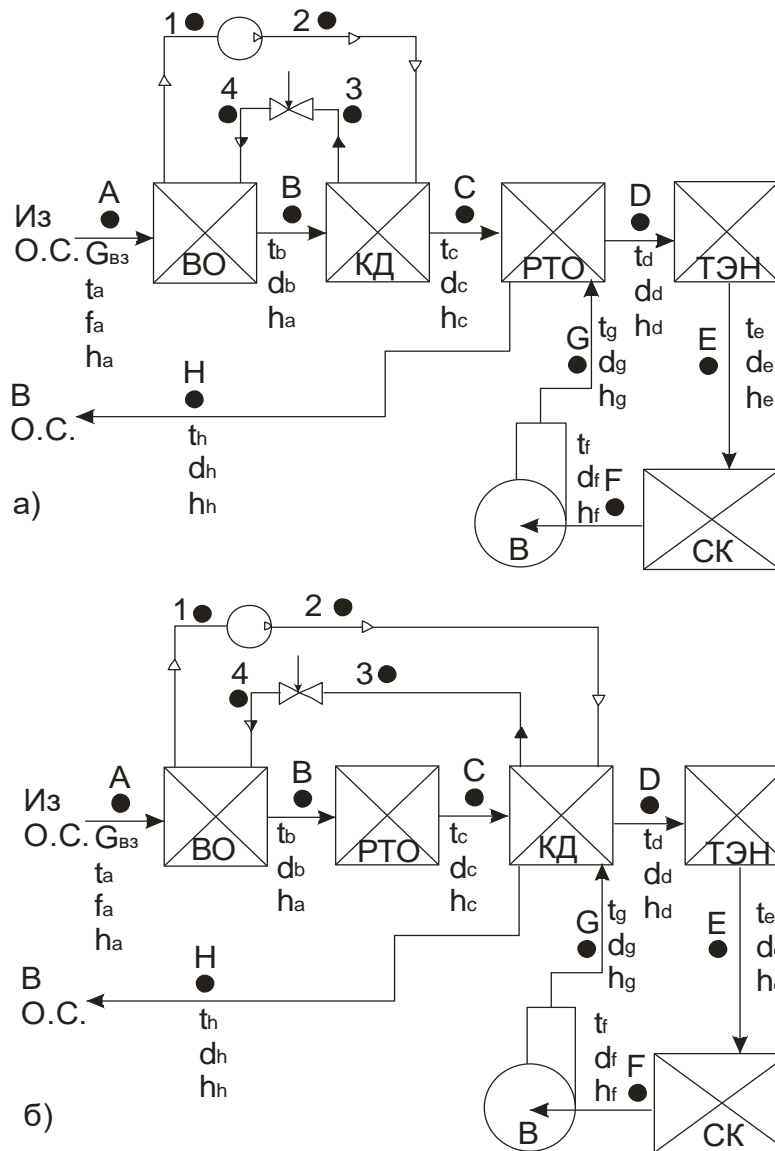 1 2
4 3
A B C D
Из
О.С. Gвз
ВО КД РТО ТЭН
ta
fa
ha
tb
db
ha
tc
dc
hc
td
dd
hd
G
tg
dg
hg
E
te
de
he
H
В
О.С.
th
dh
hh
tf
df F
hf
В СК
а)
1 2
4 3
A B C D
Из
О.С. Gвз
ВО РТО КД ТЭН
ta
fa
ha
tb
db
ha
tc
dc
hc
td
dd
hd
G
tg
dg
hg
E
te
H
В
О.С.
th
dh
hh
tf
df F
hf
В СК
б)